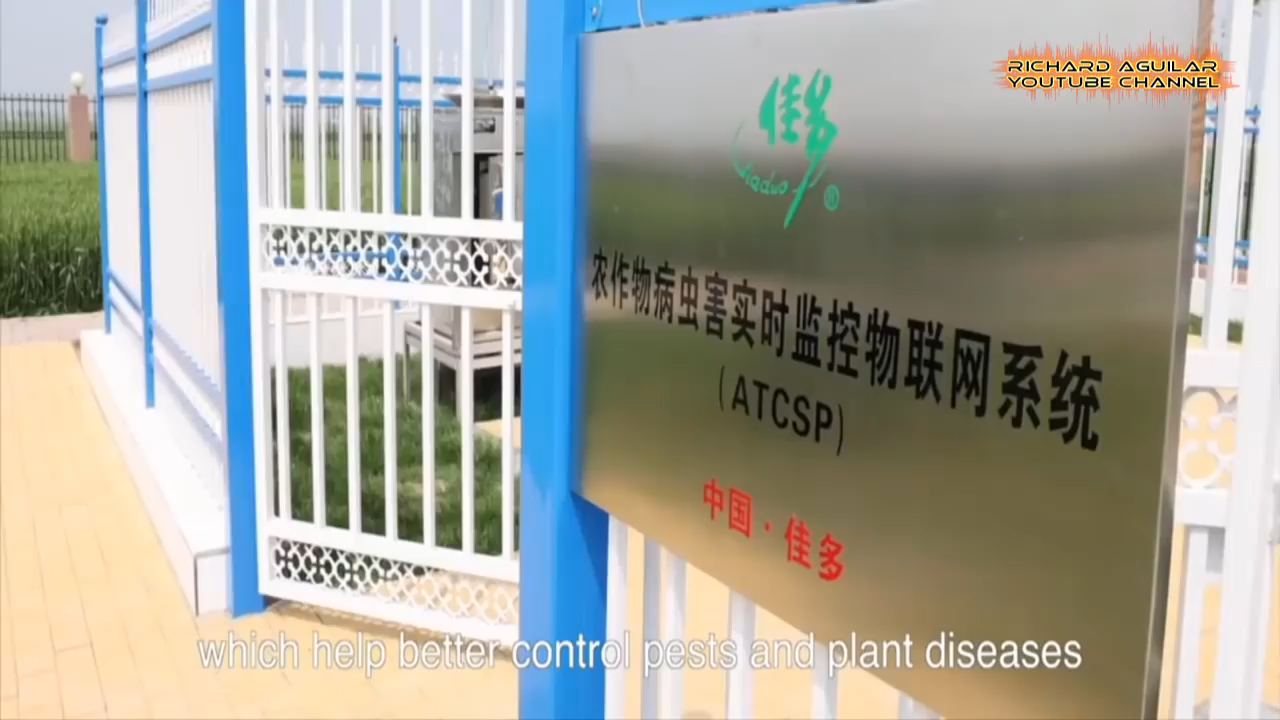 RICHARD AGUILAR
YOUTUBE CHANNEL
佳多
Jiaduo®
农作物病虫害实时监控物联网系统
(ATCSP)
中国·佳多
which help better control pests and plant diseases